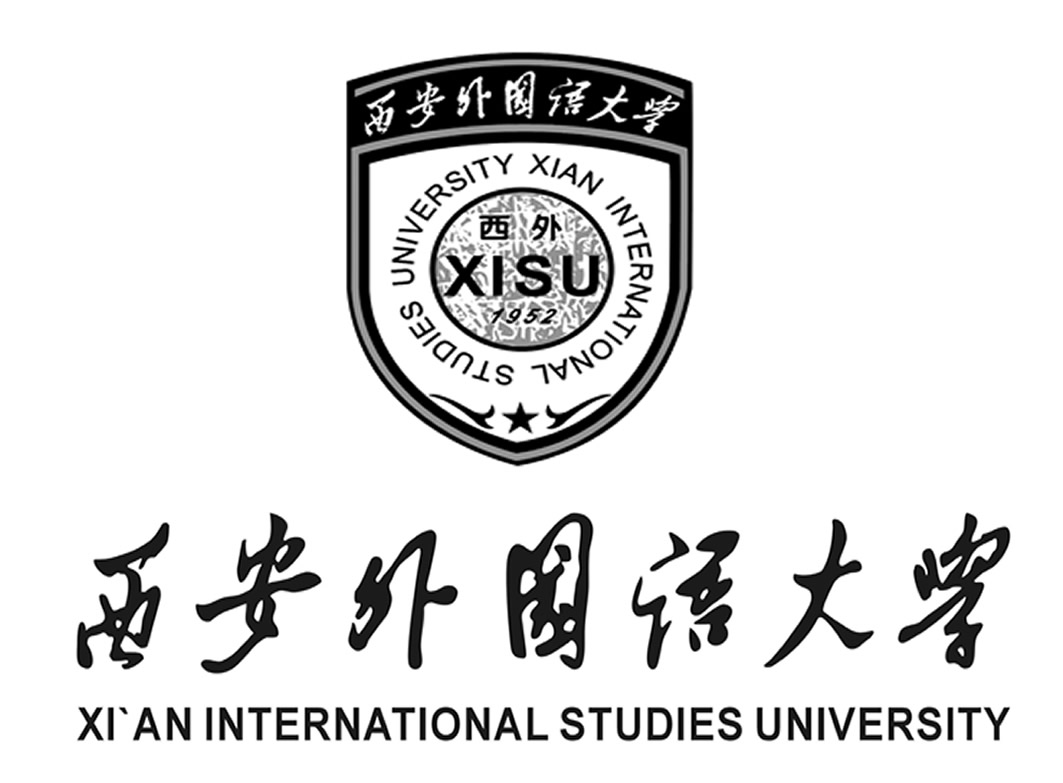 西安外国语大学
UNIVERSITY XIAN INTERNATIONAL STUDIES
西外
XISU
1952
西安外国语大学
XI`AN INTERNATIONAL STUDIES UNIVERSITY